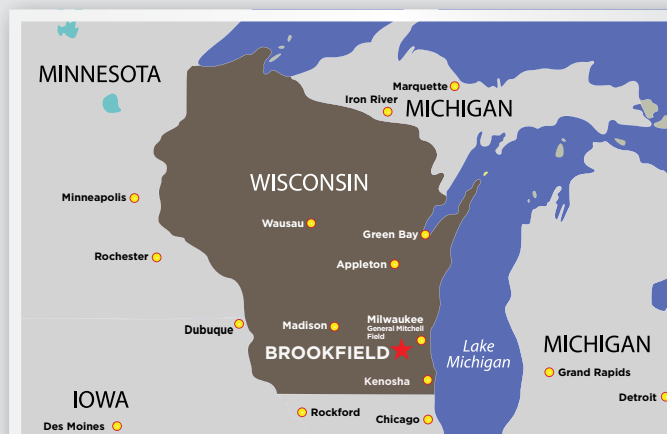 MINNESOTA
Marquette
Iron River
MICHIGAN
WISCONSIN
Minneapolis
Wausau
Green Bay
Rochester
Appleton
Dubuque
Madison
Milwaukee
General Mitchell
Field
BROOKFIELD
Lake
Michigan
MICHIGAN
Grand Rapids
Kenosha
IOWA
Detroit
Rockford
Chicago
Des Moines